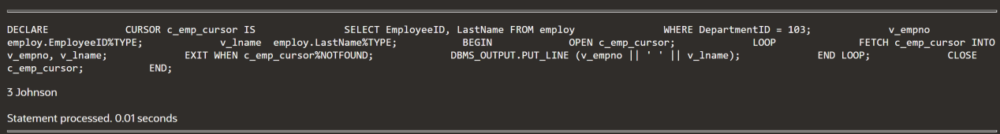 DECLARE CURSOR c_emp_cursor IS SELECT EmployeeID, LastName FROM employ WHERE DepartmentID = 103; v_empno
employ.EmployeeID%TYPE; v_lname employ.LastName%TYPE; BEGIN OPEN c_emp_cursor; LOOP FETCH c_emp_cursor INTO
v_empno, v_lname; EXIT WHEN c_emp_cursor%NOTFOUND; DBMS_OUTPUT.PUT_LINE (v_empno || ' ' || v_lname); END LOOP; CLOSE
c_emp_cursor; END;
3 Johnson
Statement processed. 0.01 seconds